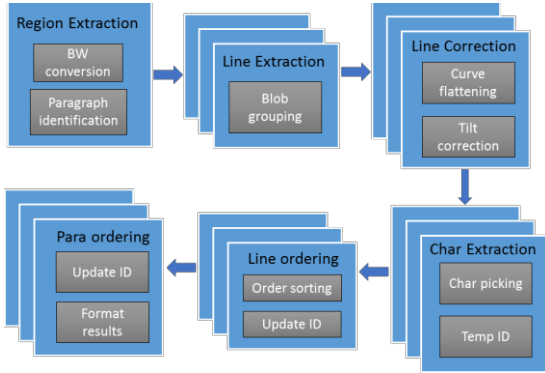 Region Extraction
BW
conversion
Paragraph
identification
Line Extraction
Blob
grouping
Line Correction
Curve
flattening
Tilt
correction
Char Extraction
Char picking
Temp ID
Line ordering
Order sorting
Update ID
Para ordering
Update ID
Format
results